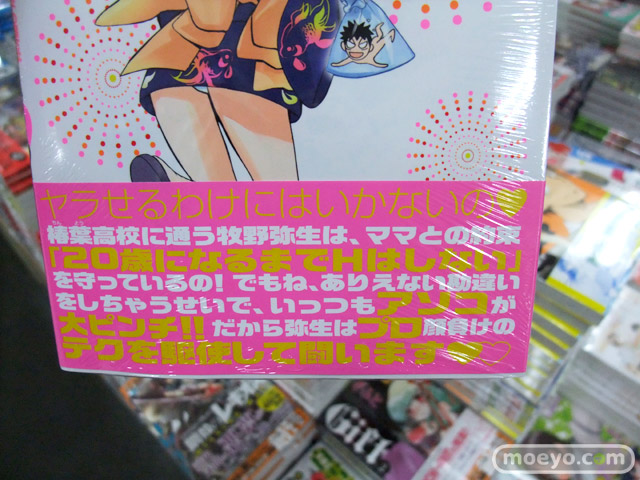 ヤラせるわけにはいかないの♥
椿葉高校に通う牧野弥生は、ママとの約束
「20歳になるまでHはしない」
を守っているの! でもね、ありえない勘違い
をしちゃうせいで、いっつもアソコが
大ピンチ!! だから弥生はプロ顔負けの
テクを駆使して闘います♥♡
Gift
moeyo.com